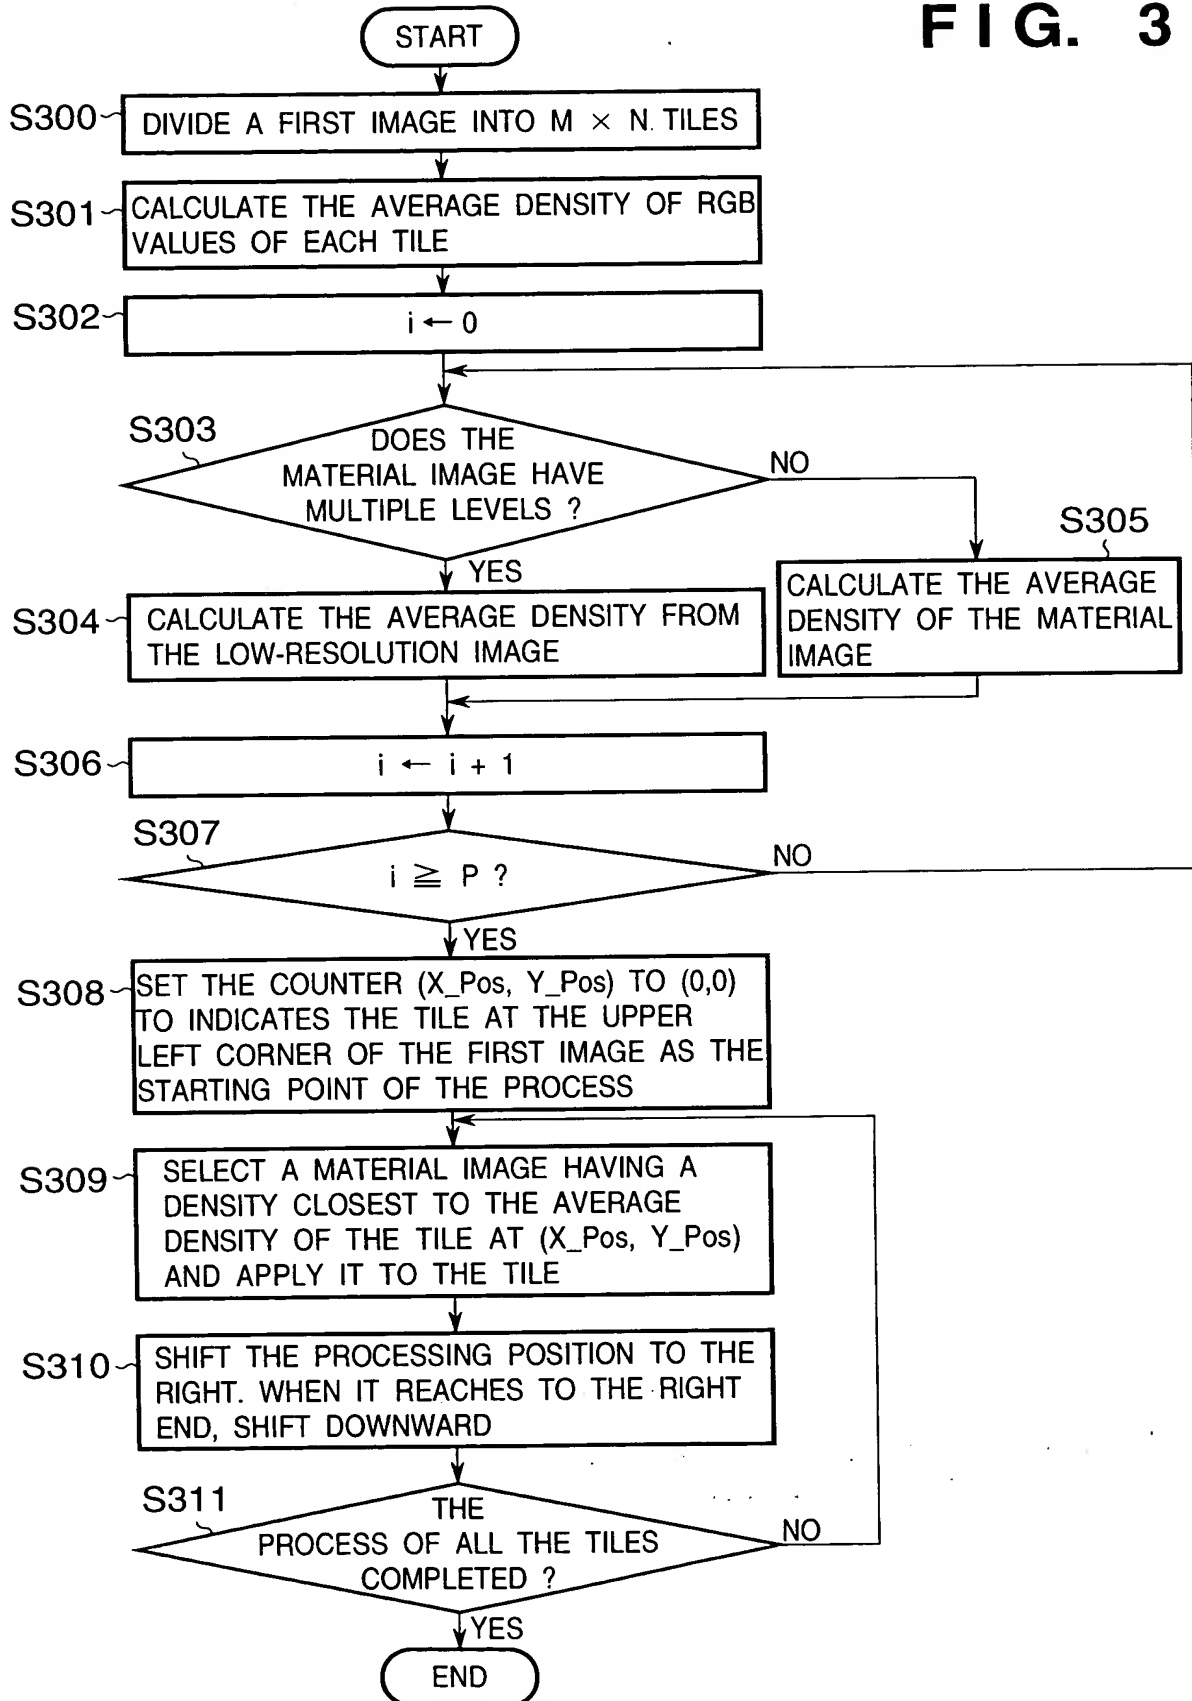 FIG. 3
START
S300
DIVIDE A FIRST IMAGE INTO M × N TILES
S301
CALCULATE THE AVERAGE DENSITY OF RGB
VALUES OF EACH TILE
S302
i ← 0
S303
DOES THE
MATERIAL IMAGE HAVE
MULTIPLE LEVELS ?
NO
YES
S304
CALCULATE THE AVERAGE DENSITY FROM
THE LOW-RESOLUTION IMAGE
S305
CALCULATE THE AVERAGE
DENSITY OF THE MATERIAL
IMAGE
S306
i ← i + 1
S307
i ≧ P ?
NO
YES
S308
SET THE COUNTER (X_Pos, Y_Pos) TO (0,0)
TO INDICATES THE TILE AT THE UPPER
LEFT CORNER OF THE FIRST IMAGE AS THE
STARTING POINT OF THE PROCESS
S309
SELECT A MATERIAL IMAGE HAVING A
DENSITY CLOSEST TO THE AVERAGE
DENSITY OF THE TILE AT (X_Pos, Y_Pos)
AND APPLY IT TO THE TILE
S310
SHIFT THE PROCESSING POSITION TO THE
RIGHT. WHEN IT REACHES TO THE RIGHT
END, SHIFT DOWNWARD
S311
THE
PROCESS OF ALL THE TILES
COMPLETED ?
NO
YES
END